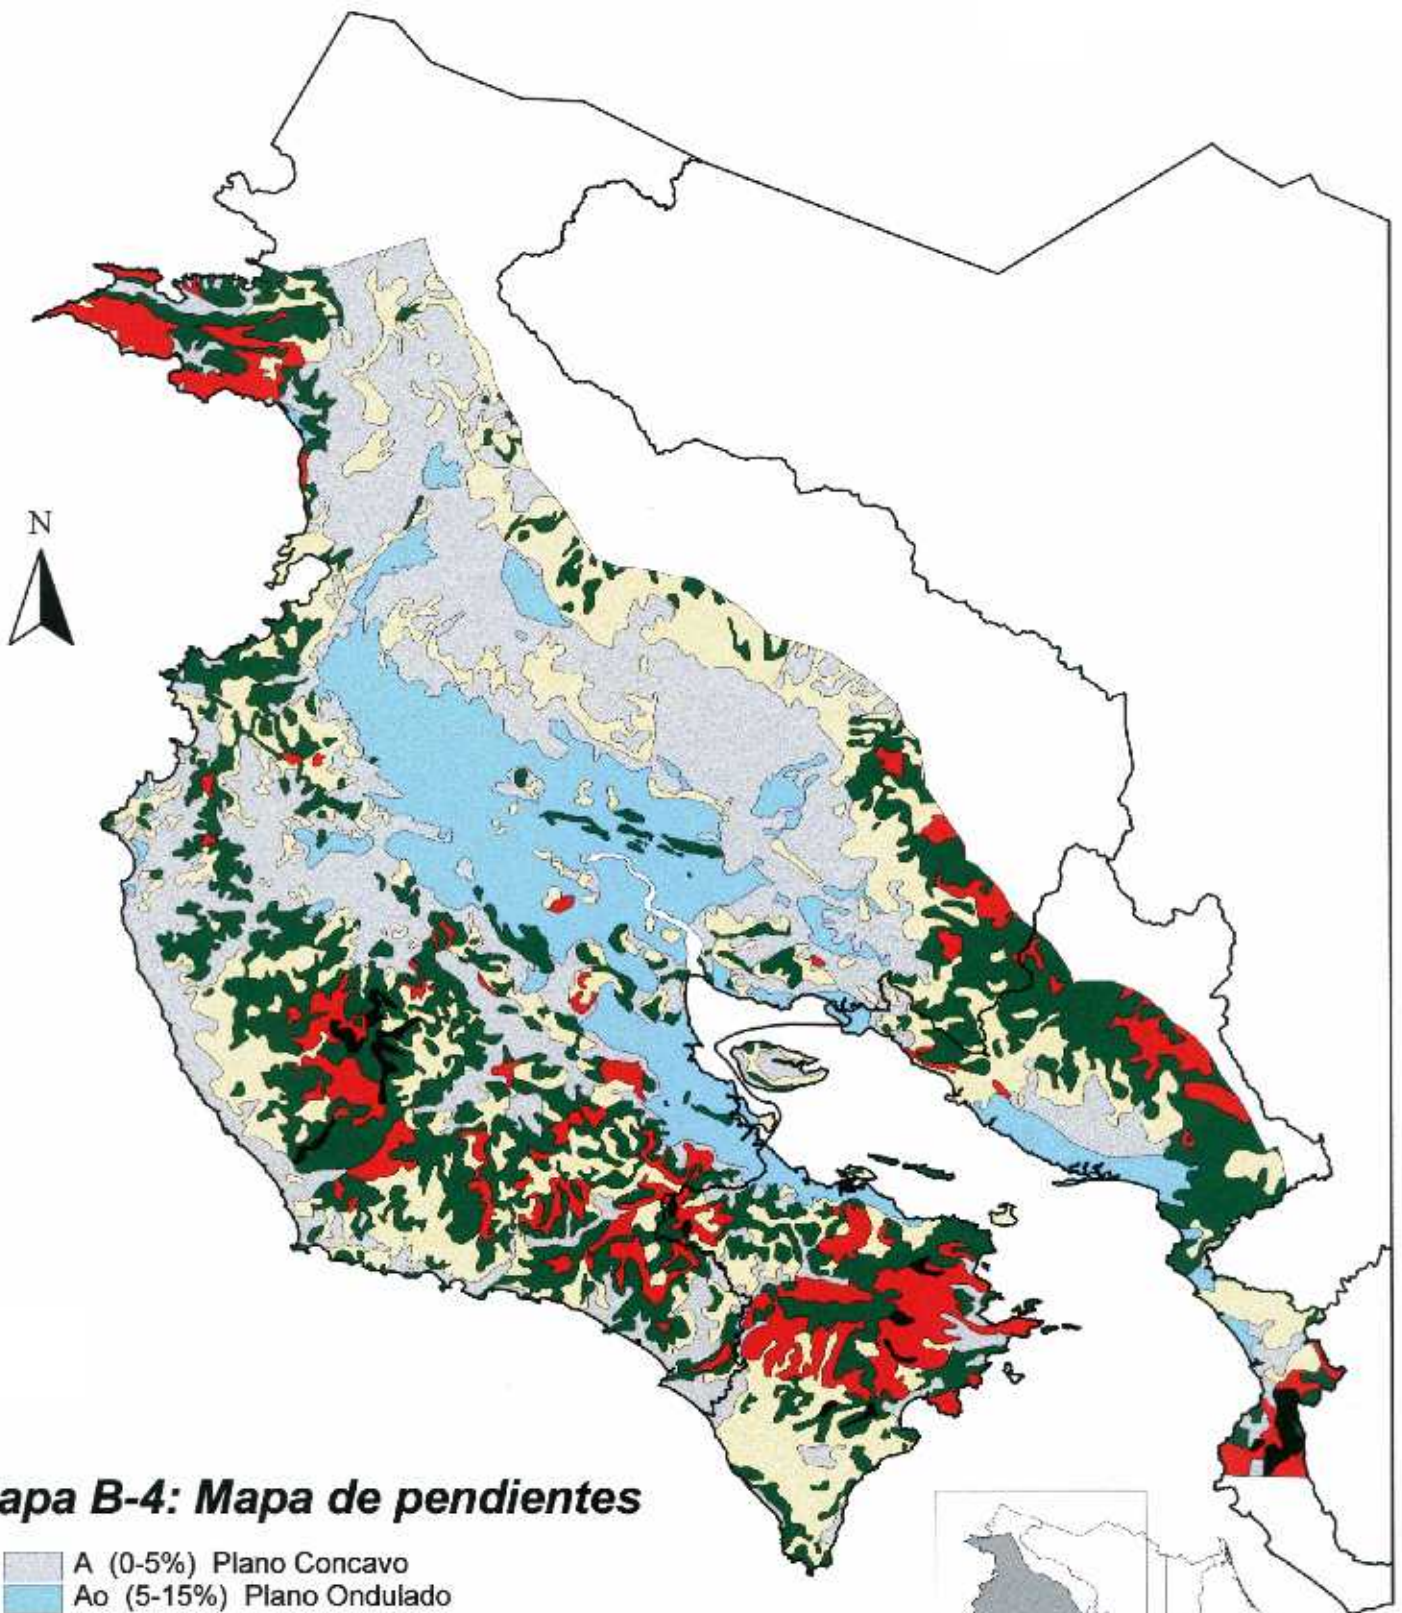 N
apa B-4: Mapa de pendientes
A (0-5%) Plano Concavo
Ao (5-15%) Plano Ondulado